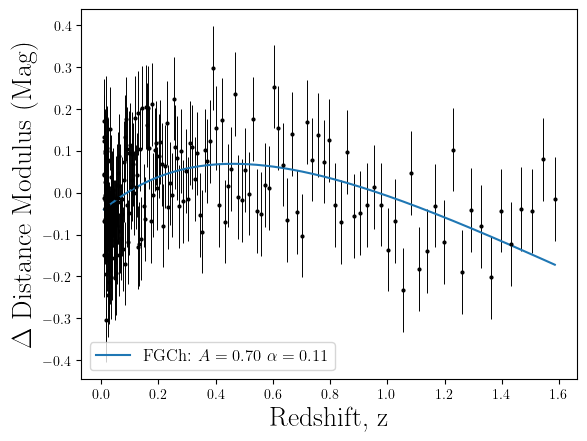 Δ Distance Modulus (Mag)
0.4
0.3
0.2
0.1
0.0
−0.1
−0.2
−0.3
−0.4
FGCh: A = 0.70 α = 0.11
0.0 0.2 0.4 0.6 0.8 1.0 1.2 1.4 1.6
Redshift, z